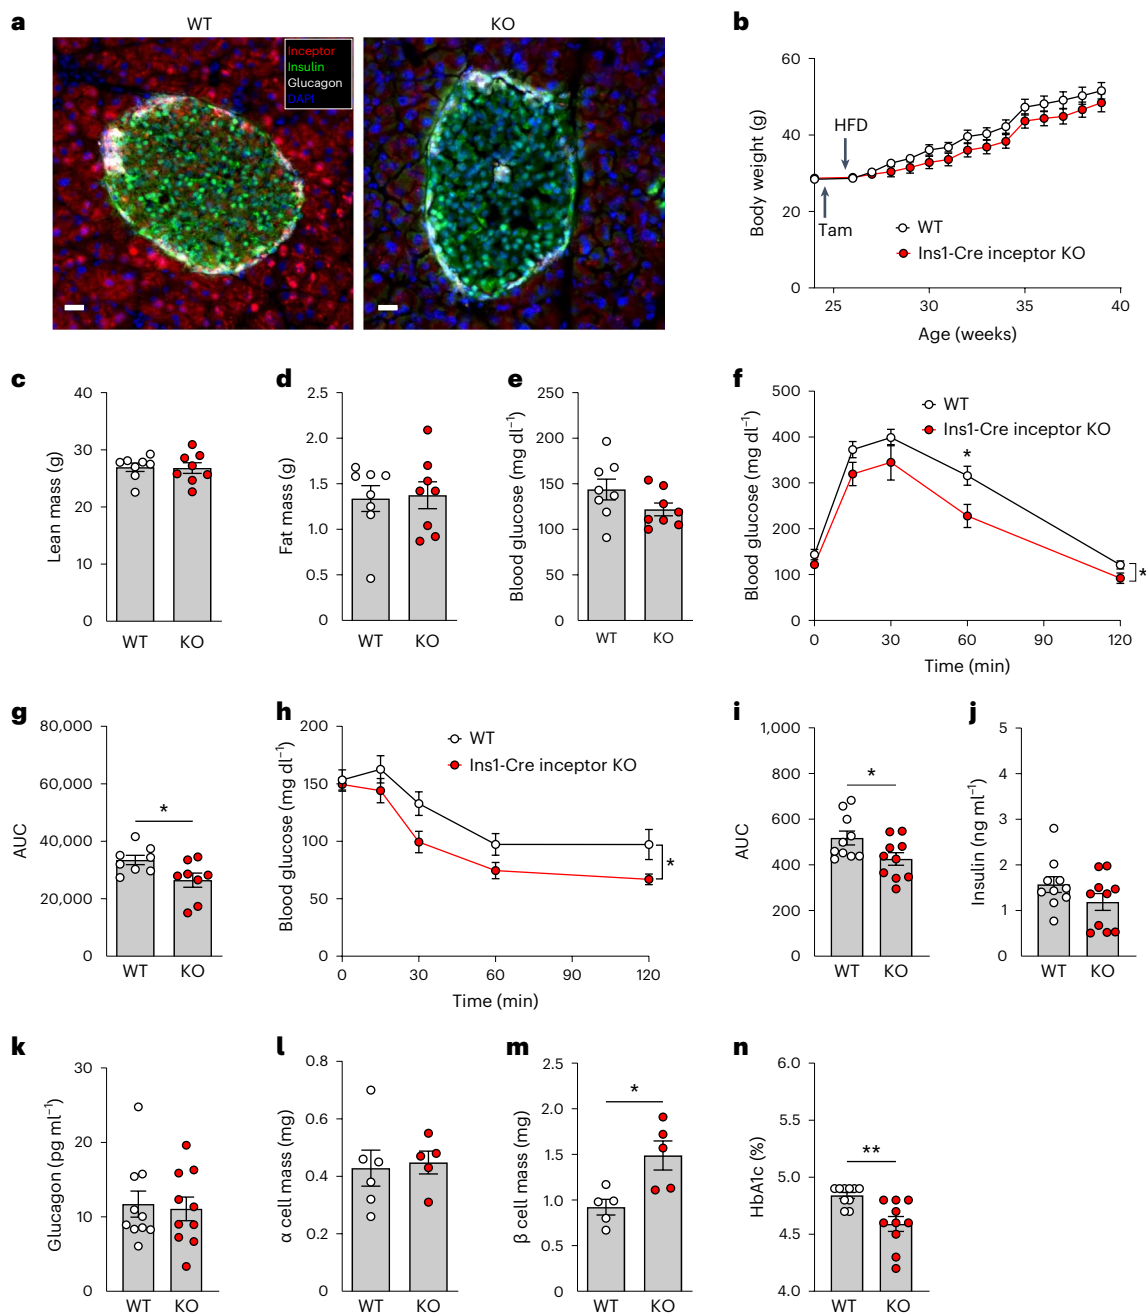 a
WT
KO
Inceptor
Insulin
Glucagon
DAPI
b
Body weight (g)
60
40
20
0
HFD
Tam
WT
Ins1-Cre inceptor KO
25
30
35
40
Age (weeks)
c
Lean mass (g)
40
30
20
10
0
WT
KO
d
Fat mass (g)
2.5
2.0
1.5
1.0
0.5
0
WT
KO
e
Blood glucose (mg dl⁻¹)
250
200
150
100
50
0
WT
KO
f
Blood glucose (mg dl⁻¹)
500
400
300
200
100
0
WT
Ins1-Cre inceptor KO
*
*
0
30
60
90
120
Time (min)
g
AUC
80,000
60,000
40,000
20,000
0
*
WT
KO
h
Blood glucose (mg dl⁻¹)
200
150
100
50
0
WT
Ins1-Cre inceptor KO
*
0
30
60
90
120
Time (min)
i
AUC
1,000
800
600
400
200
0
*
WT
KO
j
Insulin (ng ml⁻¹)
5
4
3
2
1
0
WT
KO
k
Glucagon (pg ml⁻¹)
30
20
10
0
WT
KO
l
α cell mass (mg)
0.8
0.6
0.4
0.2
0
WT
KO
m
β cell mass (mg)
2.5
2.0
1.5
1.0
0.5
0
*
WT
KO
n
HbA1c (%)
6.0
5.5
5.0
4.5
4.0
**
WT
KO